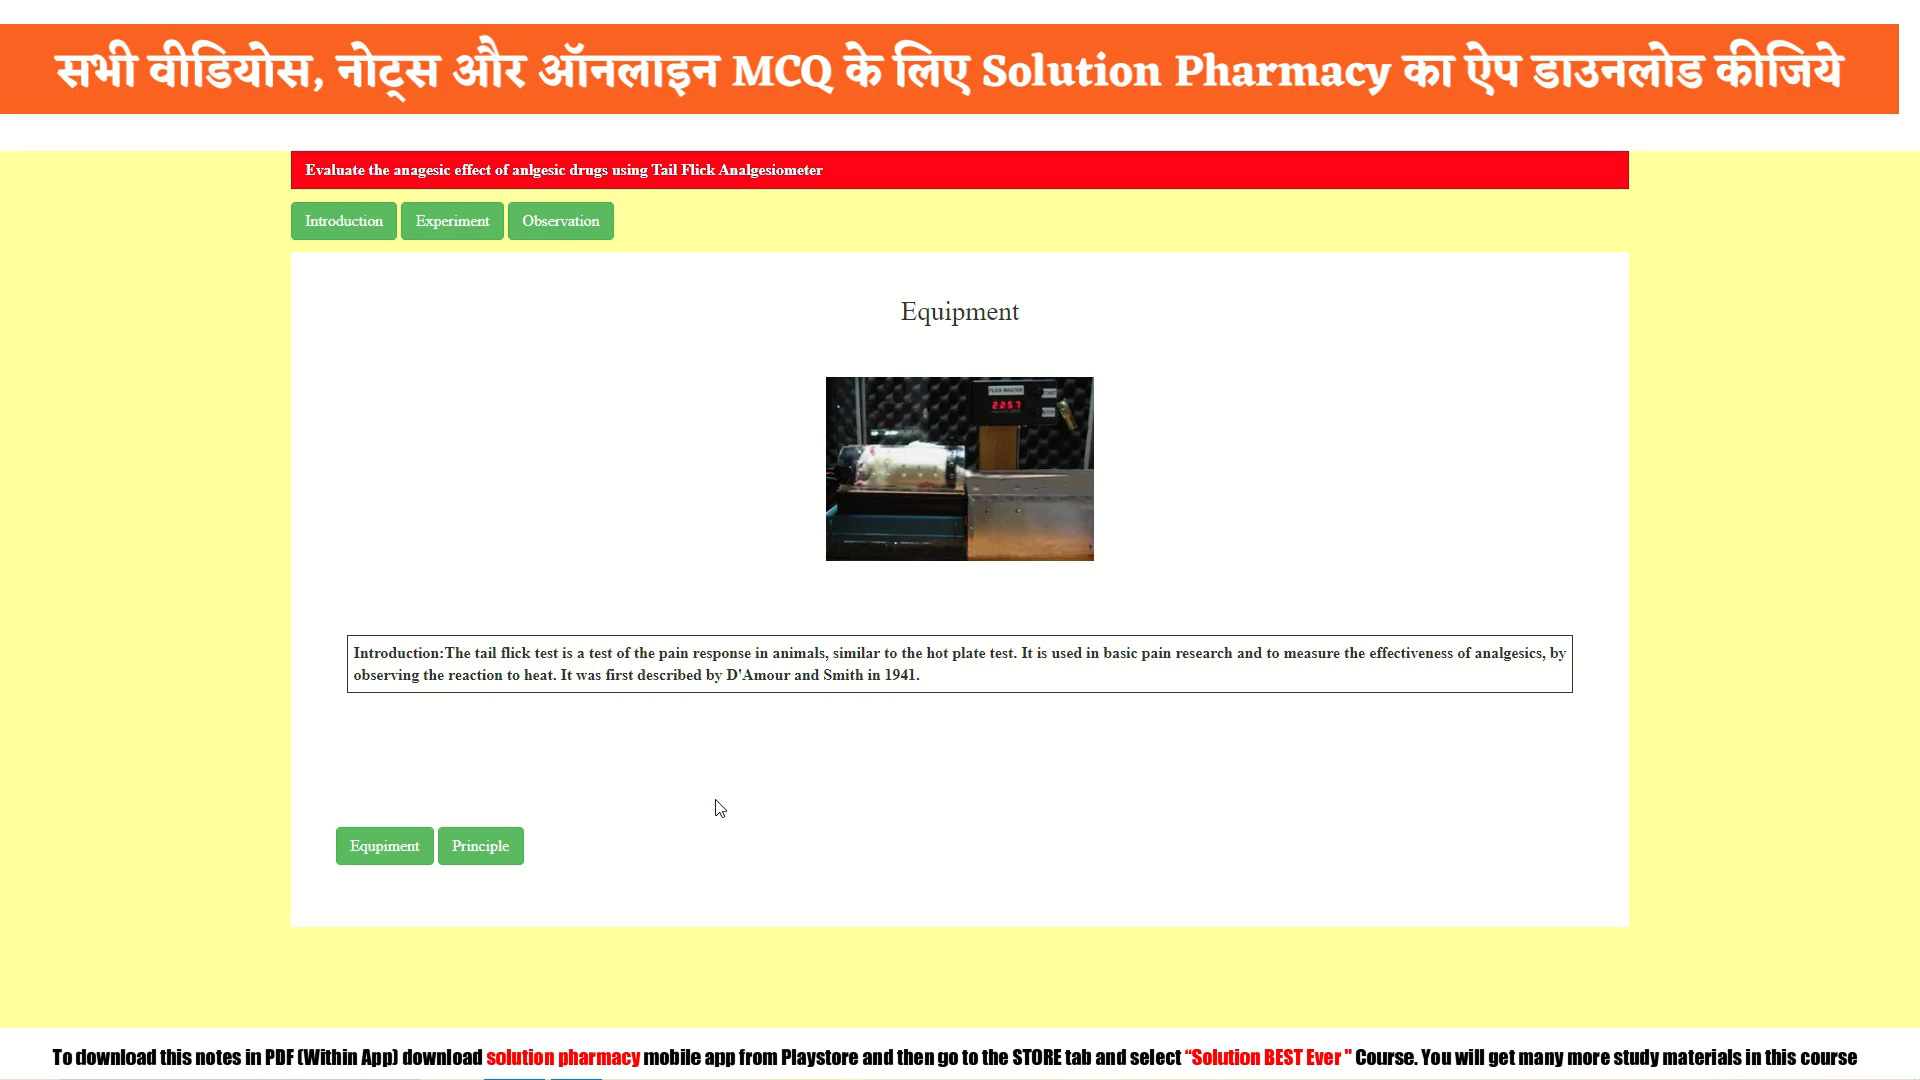 सभी वीडियोस, नोट्स और ऑनलाइन MCQ के लिए Solution Pharmacy का ऐप डाउनलोड कीजिये
Evaluate the anagesic effect of anlgesic drugs using Tail Flick Analgesiometer
Introduction Experiment Observation
Equipment
FLICK MASTER
22.57
Introduction:The tail flick test is a test of the pain response in animals, similar to the hot plate test. It is used in basic pain research and to measure the effectiveness of analgesics, by
observing the reaction to heat. It was first described by D'Amour and Smith in 1941.
Equpiment Principle
To download this notes in PDF (Within App) download solution pharmacy mobile app from Playstore and then go to the STORE tab and select “Solution BEST Ever " Course. You will get many more study materials in this course